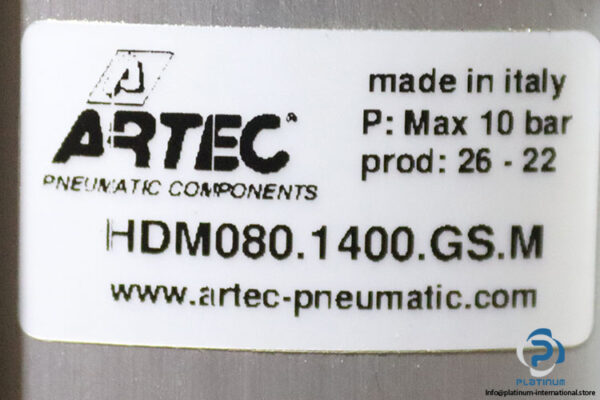 A
ARTEC®
PNEUMATIC COMPONENTS
made in italy
P: Max 10 bar
prod: 26 - 22
HDM080.1400.GS.M
www.artec-pneumatic.com
PLATINUM
Info@platinum-international.store